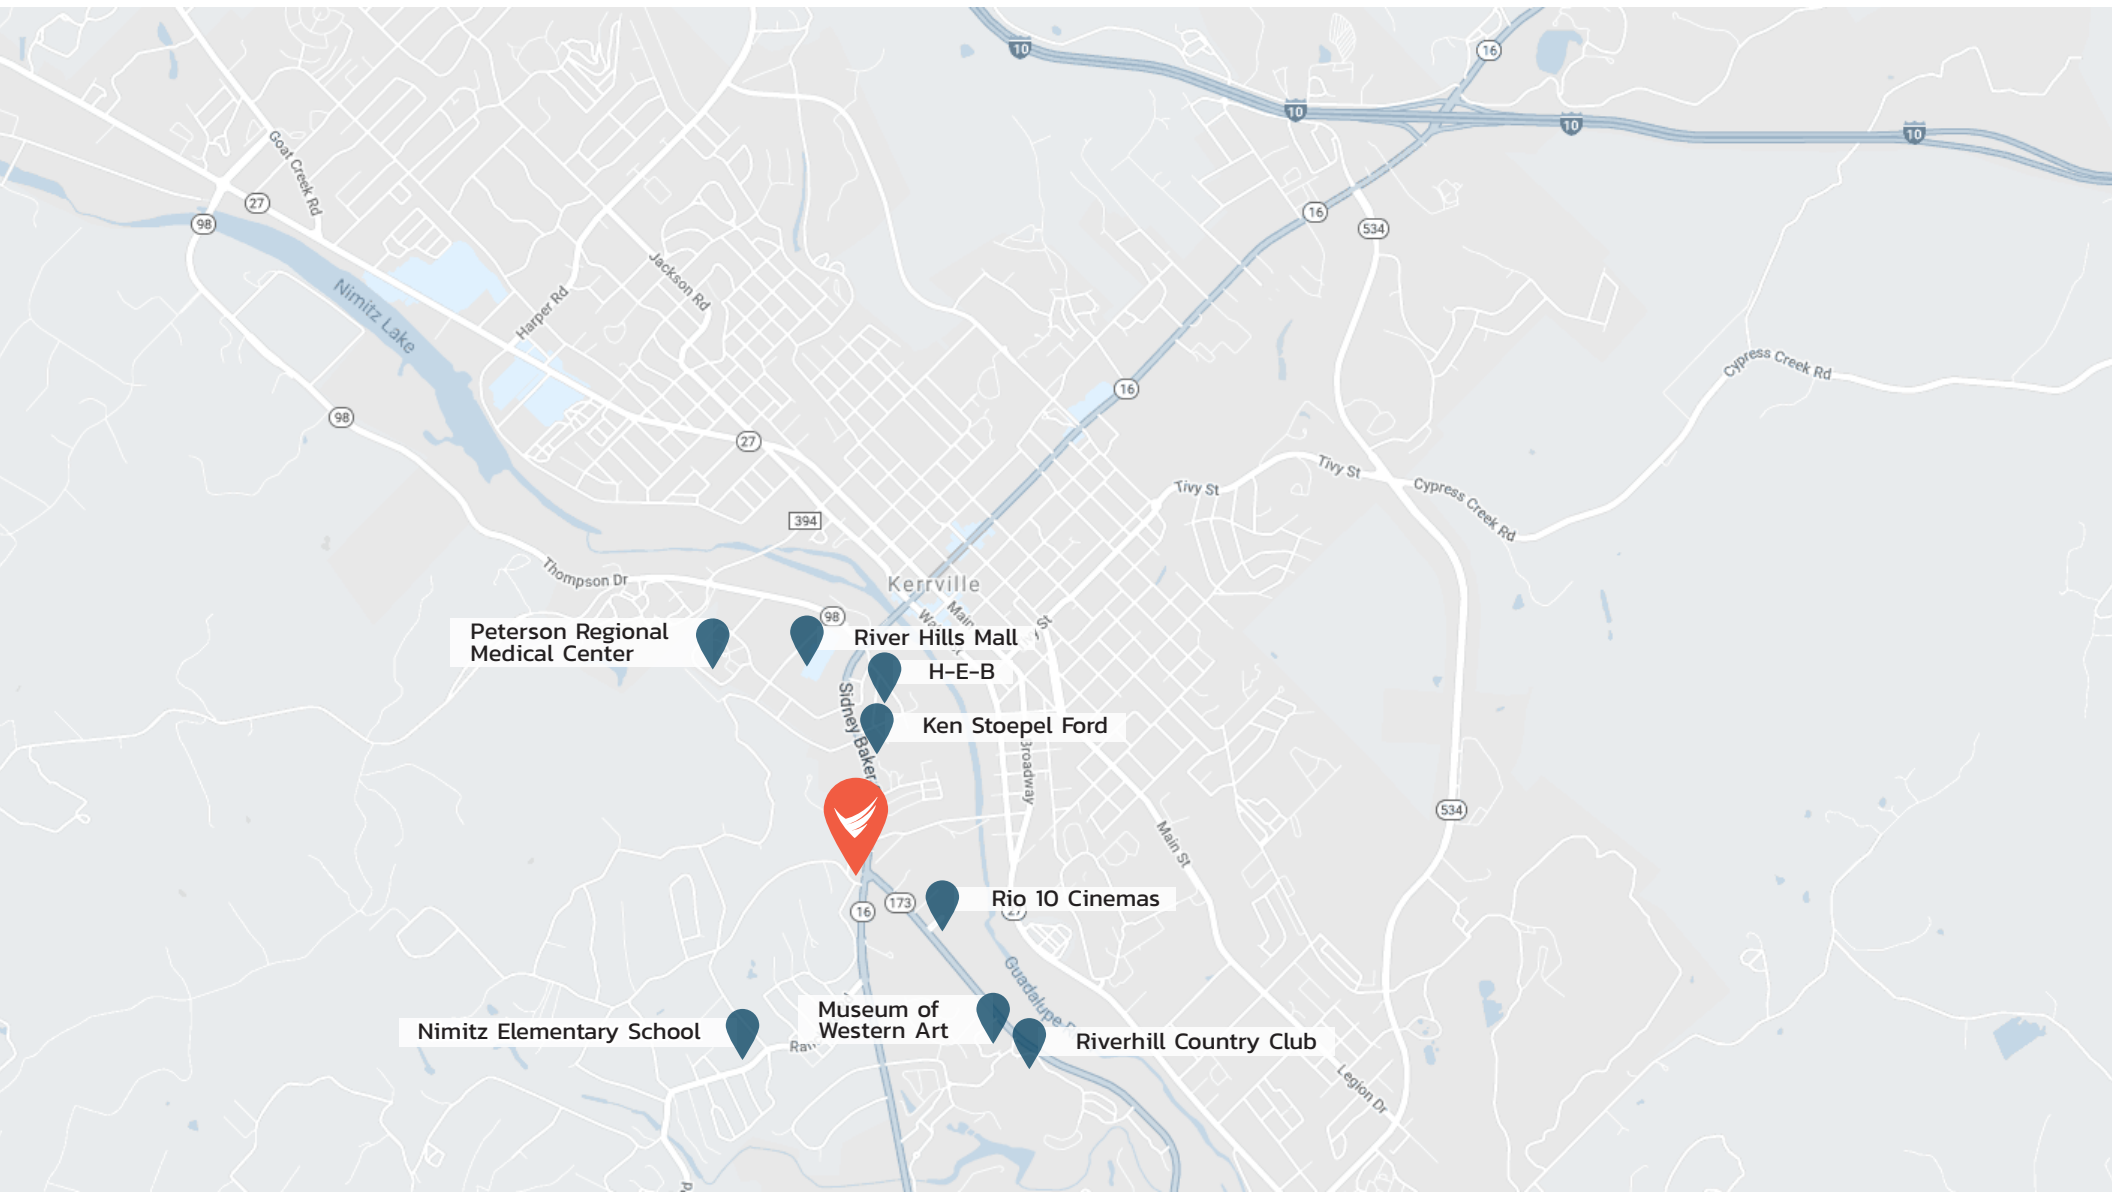 10
16
10
10
10
Goat Creek Rd
27
98
16
534
Jackson Rd
Nimitz Lake
Harper Rd
Cypress Creek Rd
16
98
27
Tivy St
Tivy St
Cypress Creek Rd
394
Thompson Dr
Kerrville
98
Main
Peterson Regional
Medical Center
River Hills Mall
H-E-B
Sidney Baker
Ken Stoepel Ford
Broadway
534
Main St
Rio 10 Cinemas
173
16
27
Guadalupe
Museum of
Western Art
Nimitz Elementary School
Riverhill Country Club
Legion Dr